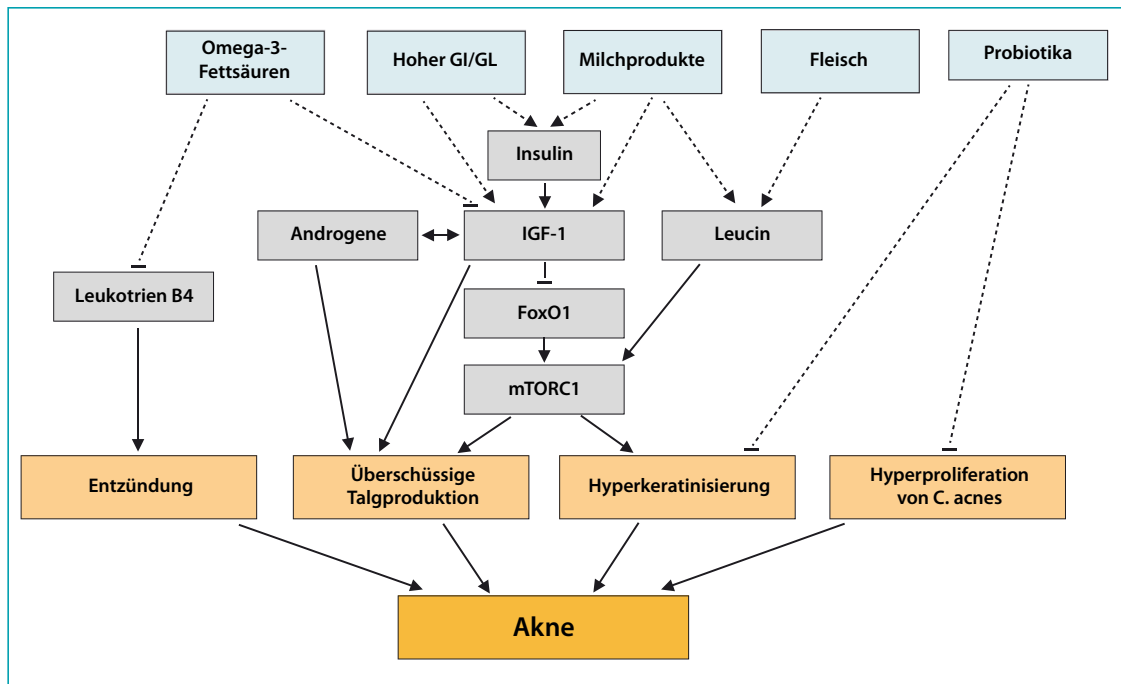 Omega-3-
Fettsäuren
Hoher GI/GL
Milchprodukte
Fleisch
Probiotika
Insulin
Androgene
IGF-1
Leucin
Leukotrien B4
FoxO1
mTORC1
Entzündung
Überschüssige
Talgproduktion
Hyperkeratinisierung
Hyperproliferation
von C. acnes
Akne